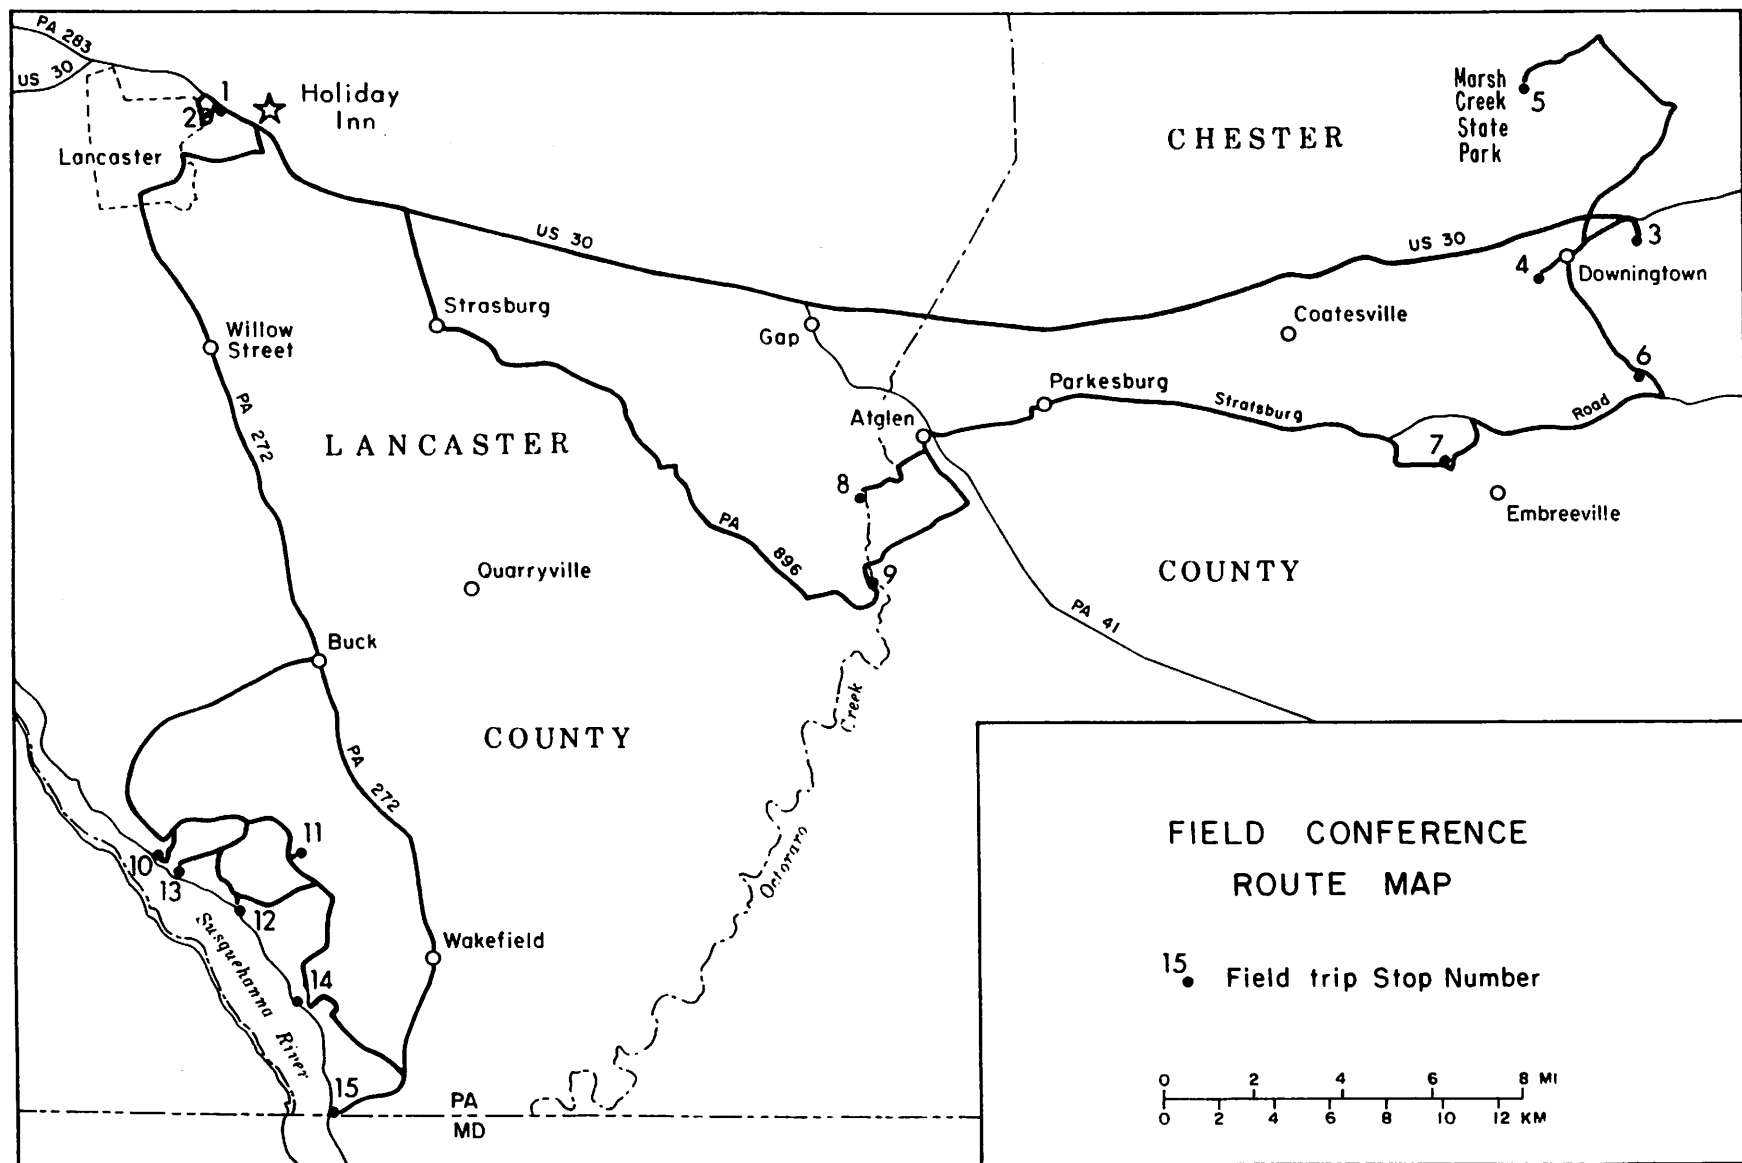 PA 283
US 30
1
2
Holiday
Inn
Lancaster
Marsh
Creek
State
Park
5
CHESTER
US 30
US 30
3
4
Downingtown
Strasburg
Willow
Street
Gap
Coatesville
6
PA
272
LANCASTER
Parkesburg
Atglen
Stratsburg
Road
7
8
PA
896
Embreeville
Quarryville
9
COUNTY
PA 41
Buck
Creek
COUNTY
PA
272
Octoraro
11
10
13
12
Susquehanna River
Wakefield
14
15
PA
MD
FIELD CONFERENCE
ROUTE MAP
15
Field trip Stop Number
0 2 4 6 8 MI
0 2 4 6 8 10 12 KM